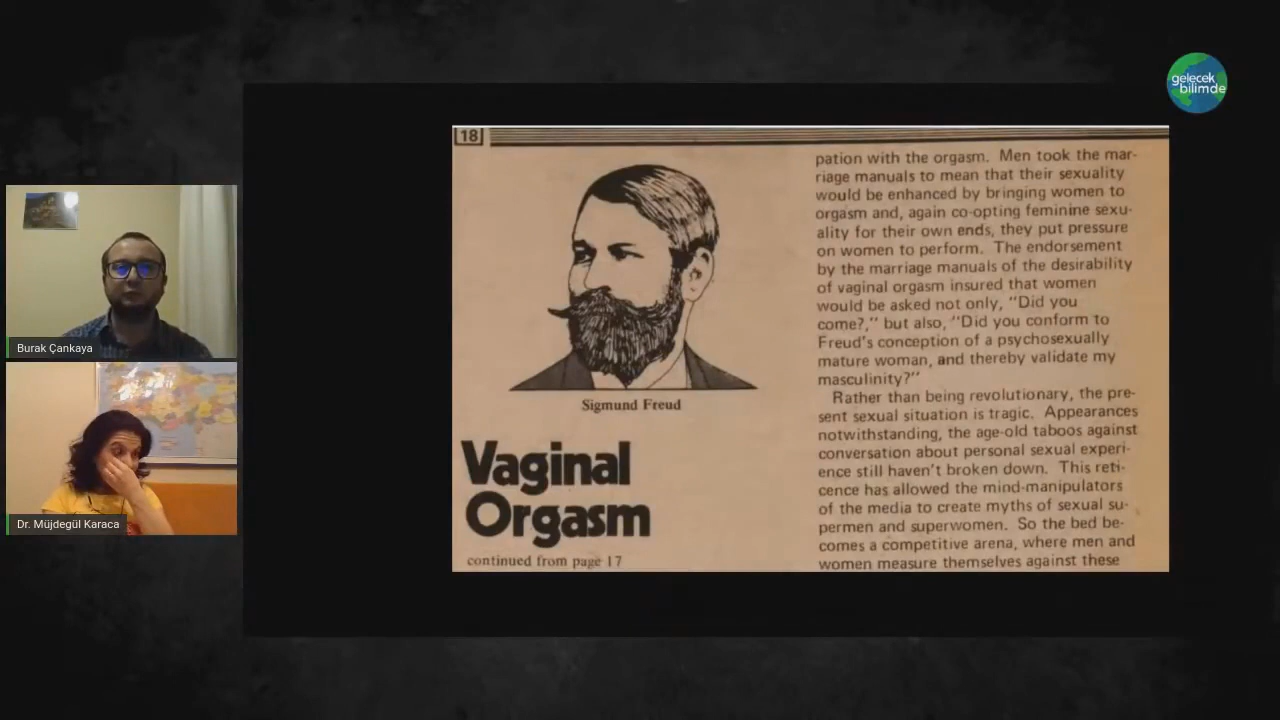 gelecek
bilimde
Burak Çankaya
Dr. Müjdegül Karaca
18
Sigmund Freud
Vaginal
Orgasm
continued from page 17
pation with the orgasm. Men took the mar-
riage manuals to mean that their sexuality
would be enhanced by bringing women to
orgasm and, again co-opting feminine sexu-
ality for their own ends, they put pressure
on women to perform. The endorsement
by the marriage manuals of the desirability
of vaginal orgasm insured that women
would be asked not only, “Did you
come?,” but also, “Did you conform to
Freud’s conception of a psychosexually
mature woman, and thereby validate my
masculinity?”
Rather than being revolutionary, the pre-
sent sexual situation is tragic. Appearances
notwithstanding, the age-old taboos against
conversation about personal sexual experi-
ence still haven’t broken down. This reti-
cence has allowed the mind-manipulators
of the media to create myths of sexual su-
permen and superwomen. So the bed be-
comes a competitive arena, where men and
women measure themselves against these